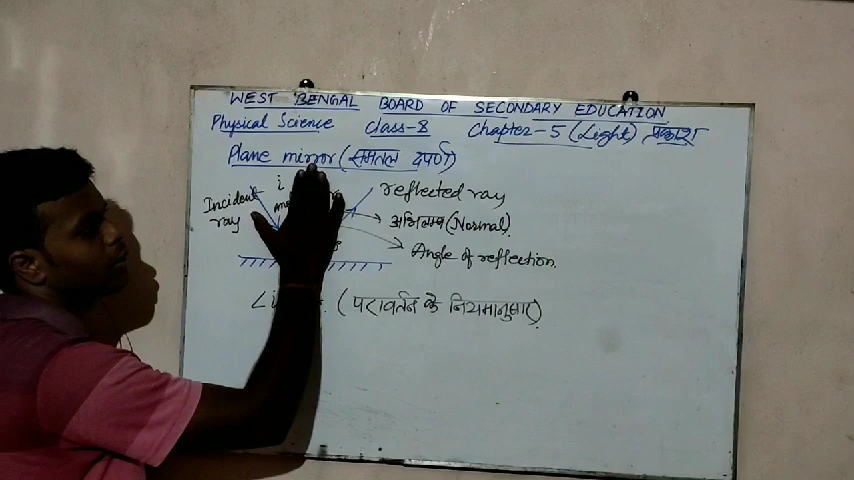 WEST BENGAL BOARD OF SECONDARY EDUCATION
Physical Science Class-8 Chapter-5 (Light) प्रकाश
Plane mirror (समतल दर्पण)
i
reflected ray
Incident
ray
अभिलम्ब (Normal).
Angle of reflection.
(परावर्तन के नियमानुसार)